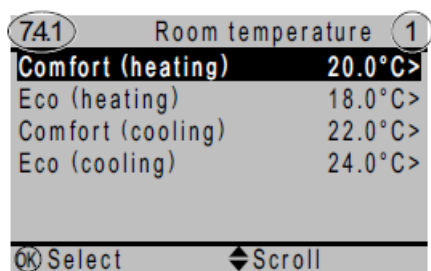 7.4.1 Room temperature 1
Comfort (heating) 20.0°C>
Eco (heating) 18.0°C>
Comfort (cooling) 22.0°C>
Eco (cooling) 24.0°C>
OK Select Scroll